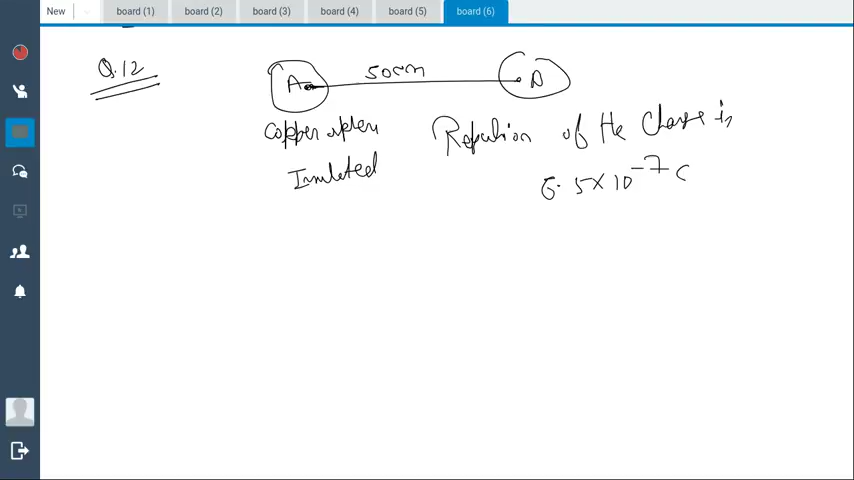 New board (1) board (2) board (3) board (4) board (5) board (6)
Q.12
A 50cm
Copper
Insulated
Repulsion of the Charge is
6.5×10⁻⁷ C